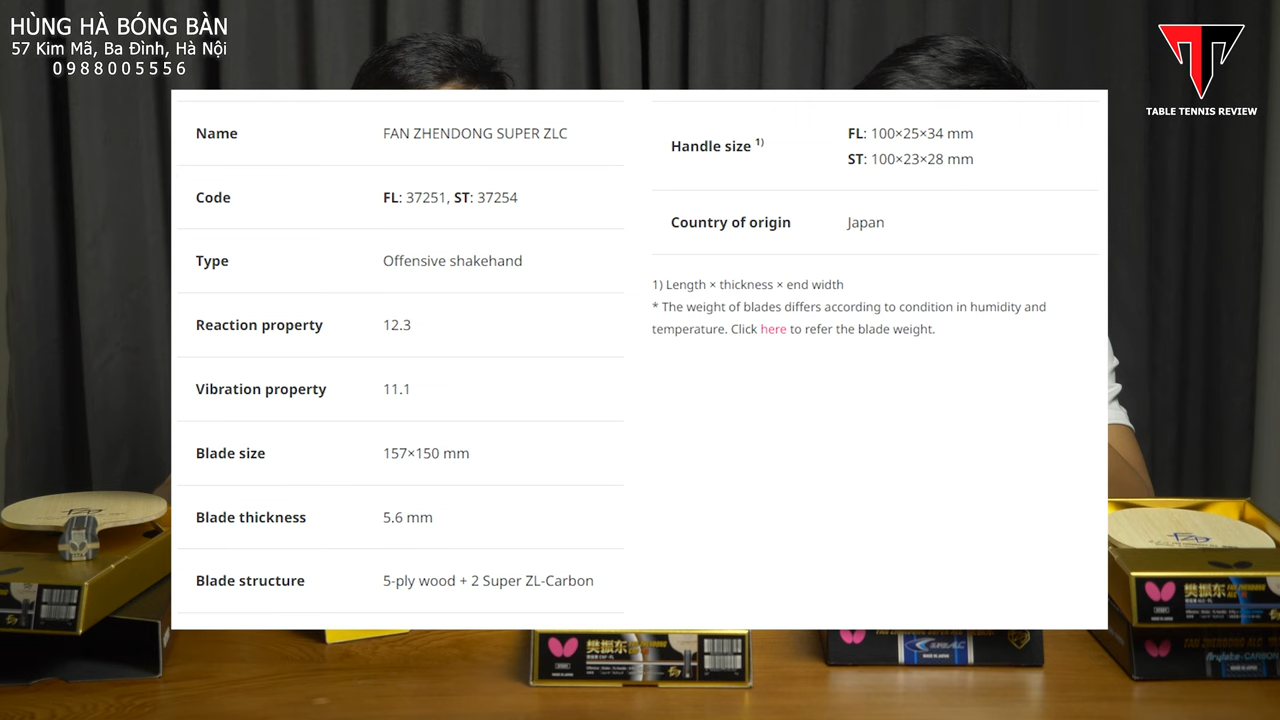 HÙNG HÀ BÓNG BÀN
57 Kim Mã, Ba Đình, Hà Nội
0988005556
TABLE TENNIS REVIEW
Name FAN ZHENDONG SUPER ZLC
Code FL: 37251, ST: 37254
Type Offensive shakehand
Reaction property 12.3
Vibration property 11.1
Blade size 157×150 mm
Blade thickness 5.6 mm
Blade structure 5-ply wood + 2 Super ZL-Carbon
Handle size 1) FL: 100×25×34 mm
ST: 100×23×28 mm
Country of origin Japan
1) Length × thickness × end width
* The weight of blades differs according to condition in humidity and
temperature. Click here to refer the blade weight.
樊振东
樊振东
FAN ZHENDONG ALC
Arylate-CARBON